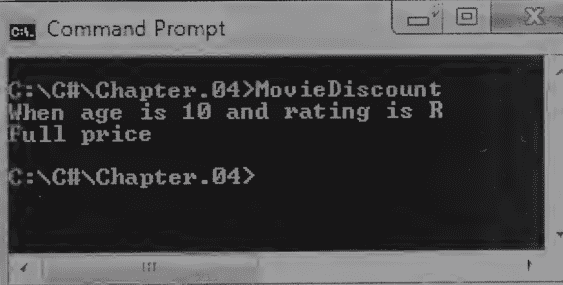 Command Prompt
C:\C#\Chapter.04>MovieDiscount
When age is 10 and rating is R
Full price
C:\C#\Chapter.04>